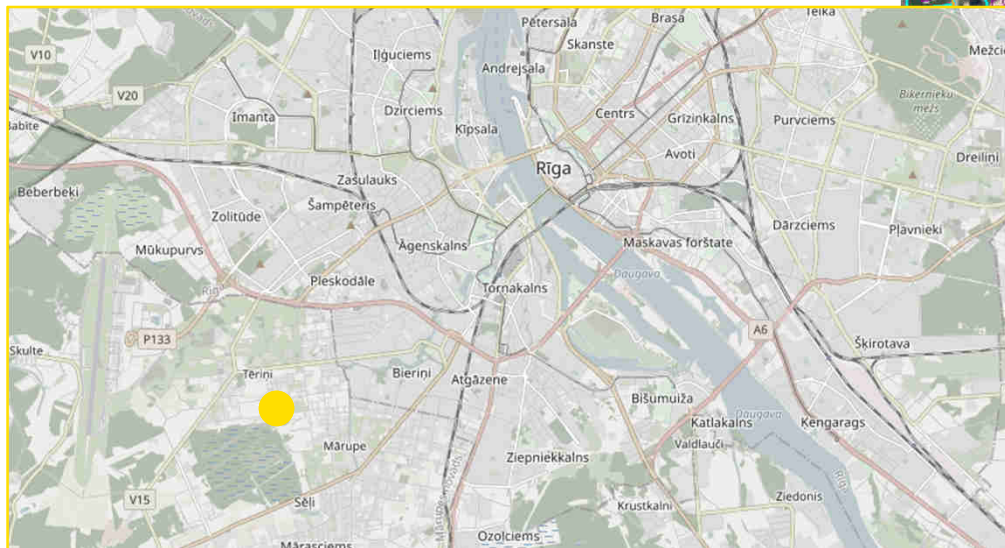 Pētersala
Brasa
Teika
V10
Iļģuciems
Skanste
Mežci
Andrejsala
V20
Dzirciems
Centrs
Biķernieku
mežs
Imanta
Grīziņkalns
Purvciems
Babīte
Ķīpsala
Avoti
Dreiliņi
Rīga
Zasulauks
Beberbeķi
Šampēteris
Zolitūde
Dārzciems
Pļavnieki
Āgenskalns
Maskavas forštate
Mūkupurvs
Daugava
Pleskodāle
Torņakalns
A6
P133
Šķirotava
Skulte
Tēriņi
Bieriņi
Atgāzene
Bišumuiža
Daugava
Katlakalns
Ķengarags
Mārupe
Valdlauči
Ziepniekkalns
Rīga
V15
Sēļi
Ziedonis
Krustkalni
Ozolciems
Mārasciems